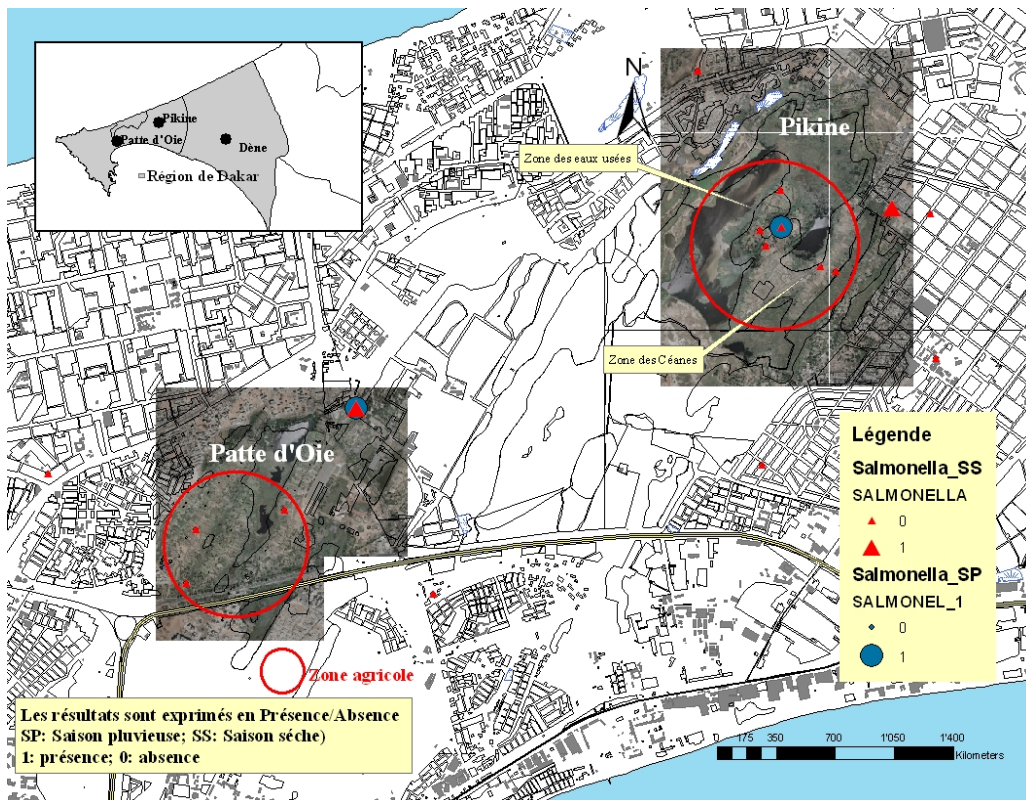 Pikine
Patte d'Oie
Dène
Région de Dakar
N
Pikine
Zone des eaux usées
Zone des Céanes
Patte d'Oie
Zone agricole
Légende
Salmonella_SS
SALMONELLA
0
1
Salmonella_SP
SALMONEL_1
0
1
Les résultats sont exprimés en Présence/Absence
SP: Saison pluvieuse; SS: Saison séche)
1: présence; 0: absence
0 175 350 700 1'050 1'400
Kilometers